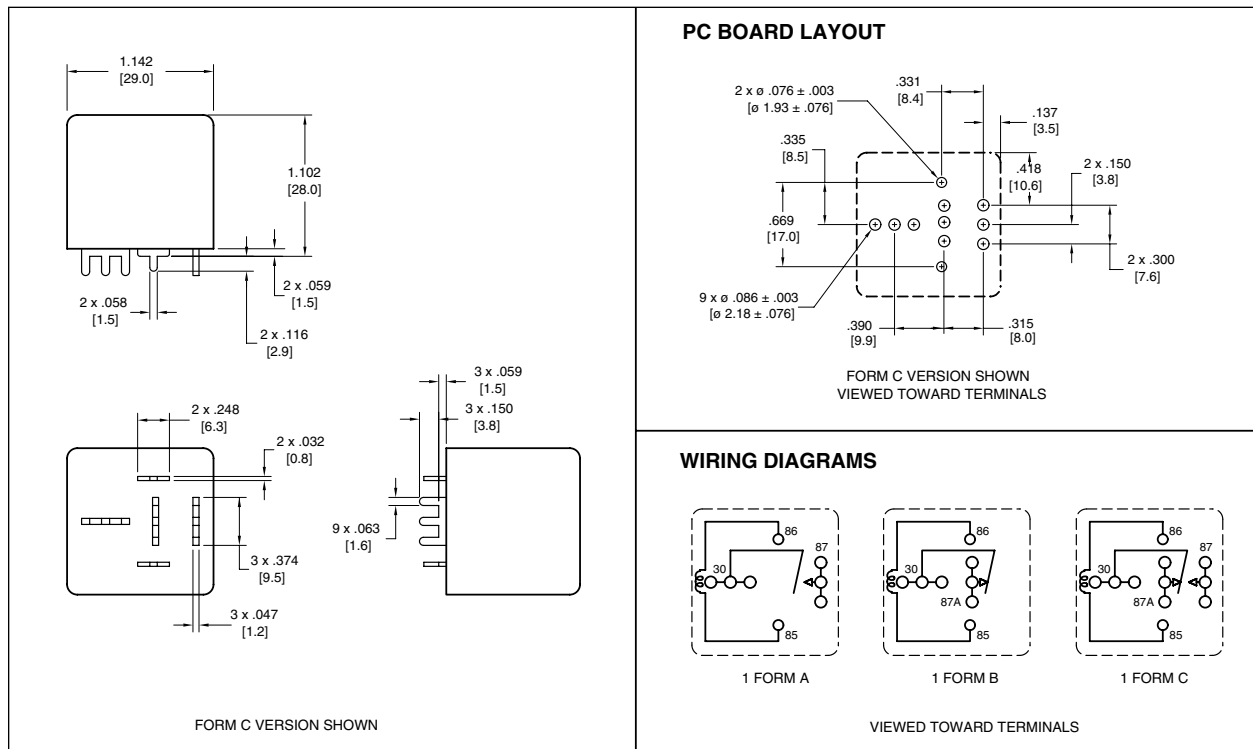 1.142
[29.0]
1.102
[28.0]
2 x .058
[1.5]
2 x .059
[1.5]
2 x .116
[2.9]
2 x .248
[6.3]
2 x .032
[0.8]
3 x .374
[9.5]
3 x .047
[1.2]
3 x .059
[1.5]
3 x .150
[3.8]
9 x .063
[1.6]
FORM C VERSION SHOWN
PC BOARD LAYOUT
2 x ø .076 ± .003
[ø 1.93 ± .076]
.331
[8.4]
.137
[3.5]
.335
[8.5]
.418
[10.6]
2 x .150
[3.8]
.669
[17.0]
2 x .300
[7.6]
9 x ø .086 ± .003
[ø 2.18 ± .076]
.390
[9.9]
.315
[8.0]
FORM C VERSION SHOWN
VIEWED TOWARD TERMINALS
WIRING DIAGRAMS
86
87
30
85
1 FORM A
86
30
87A
85
1 FORM B
86
87
30
87A
85
1 FORM C
VIEWED TOWARD TERMINALS